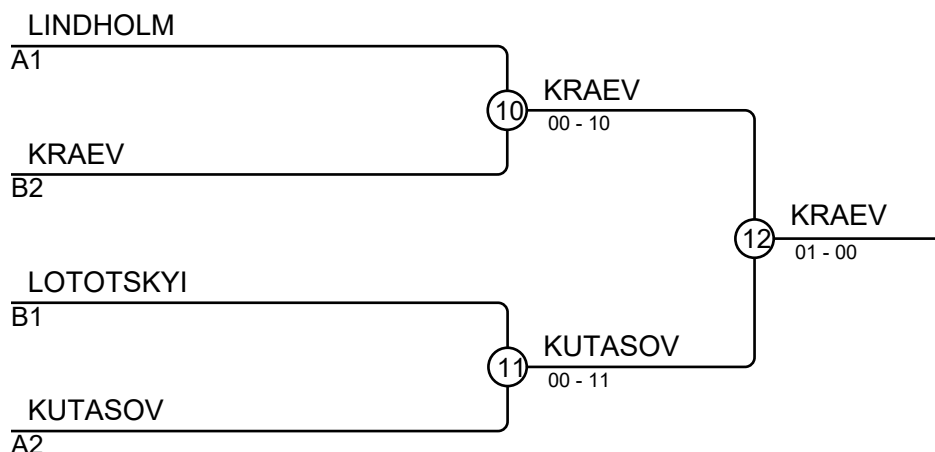 LINDHOLM
A1
10
KRAEV
00 - 10
KRAEV
B2
12
KRAEV
01 - 00
LOTOTSKYI
B1
11
KUTASOV
00 - 11
KUTASOV
A2